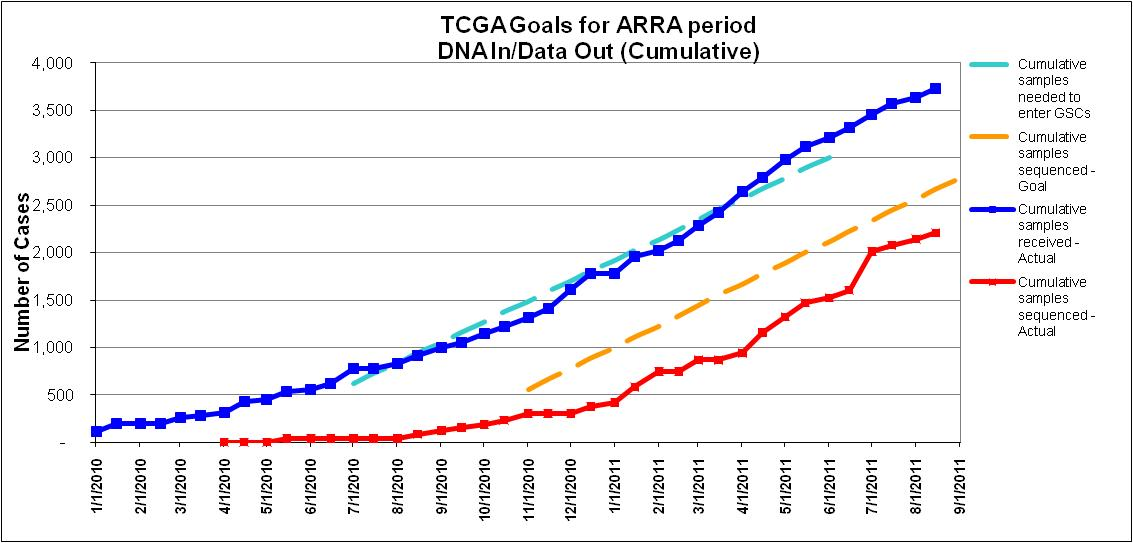 TCGA Goals for ARRA period
DNA In/Data Out (Cumulative)
Number of Cases
4,000
3,500
3,000
2,500
2,000
1,500
1,000
500
-
1/1/2010
2/1/2010
3/1/2010
4/1/2010
5/1/2010
6/1/2010
7/1/2010
8/1/2010
9/1/2010
10/1/2010
11/1/2010
12/1/2010
1/1/2011
2/1/2011
3/1/2011
4/1/2011
5/1/2011
6/1/2011
7/1/2011
8/1/2011
9/1/2011
Cumulative
samples
needed to
enter GSCs
Cumulative
samples
sequenced -
Goal
Cumulative
samples
received -
Actual
Cumulative
samples
sequenced -
Actual